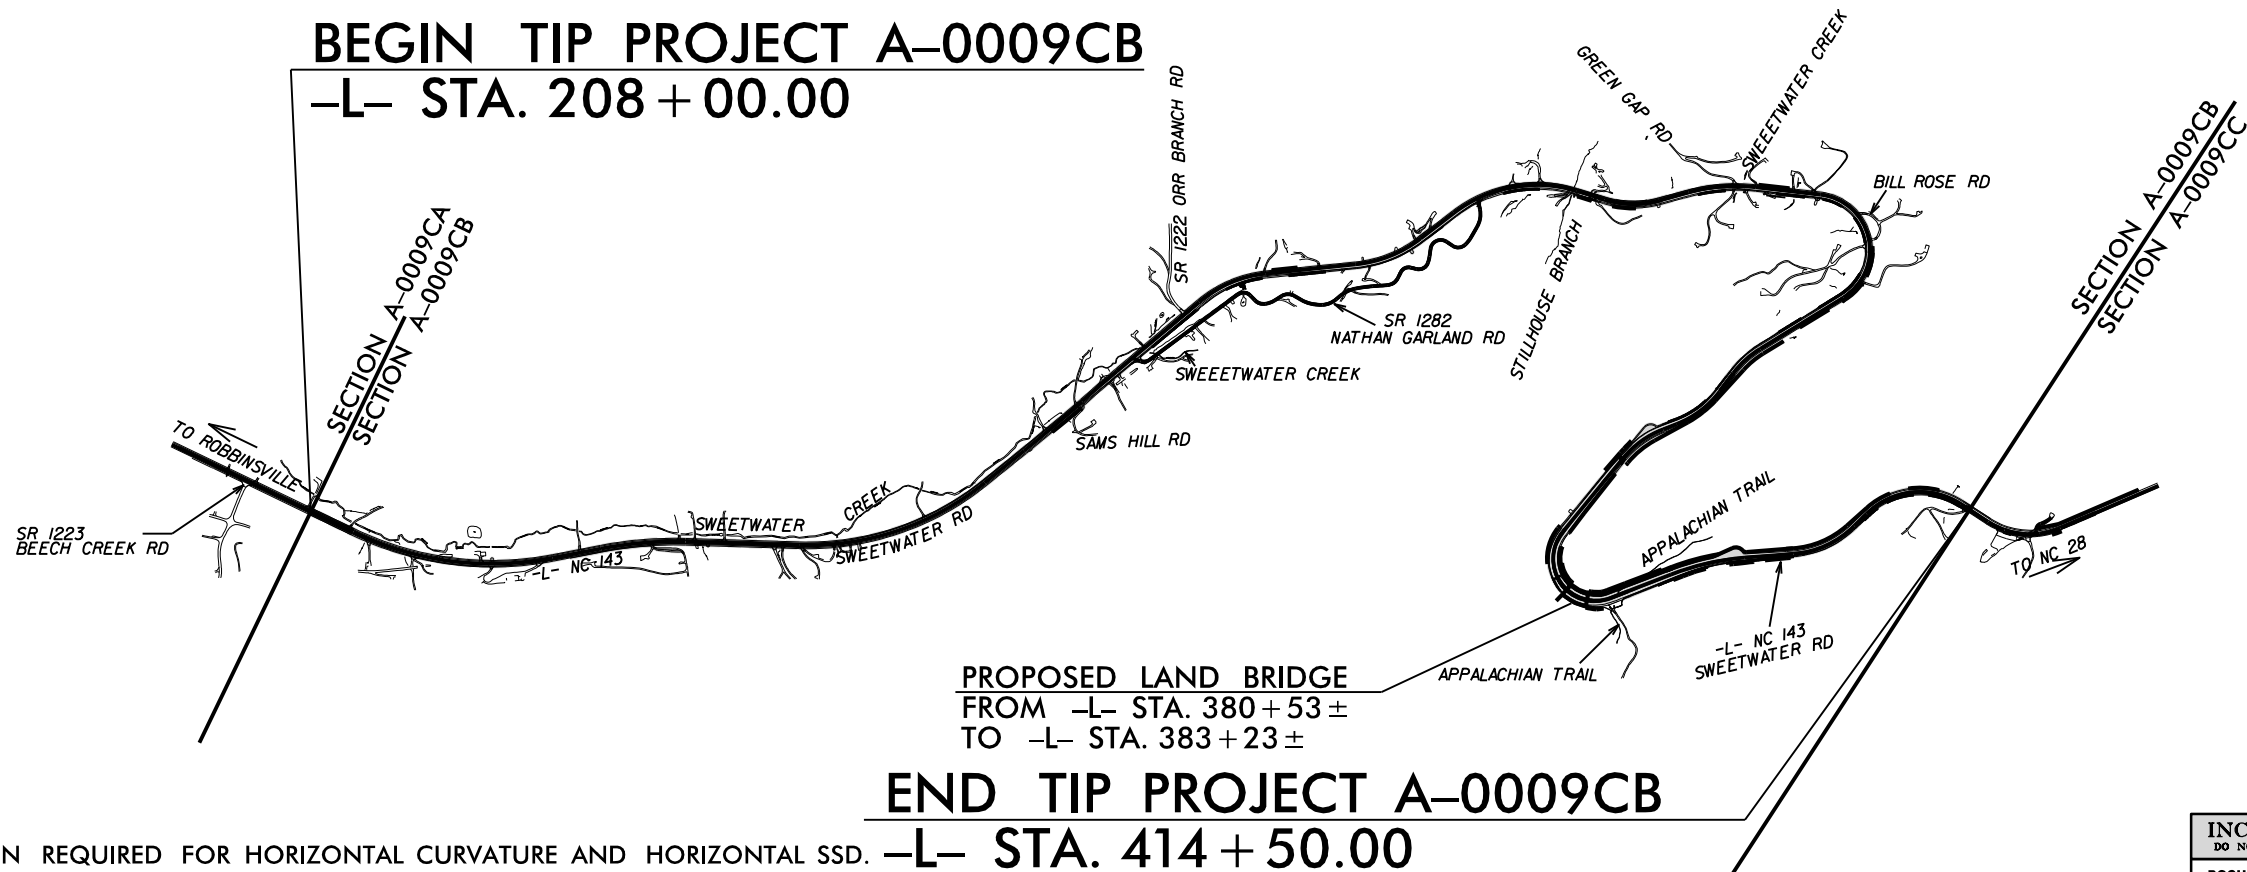 BEGIN TIP PROJECT A-0009CB
-L- STA. 208+00.00
SECTION A-0009CA
SECTION A-0009CB
TO ROBBINSVILLE
SR 1223
BEECH CREEK RD
-L- NC 143
SWEETWATER
CREEK
SWEETWATER RD
SAMS HILL RD
SWEEETWATER CREEK
SR 1222 ORR BRANCH RD
SR 1282
NATHAN GARLAND RD
STILLHOUSE BRANCH
GREEN GAP RD
SWEEETWATER CREEK
BILL ROSE RD
SECTION A-0009CB
SECTION A-0009CC
APPALACHIAN TRAIL
TO NC 28
-L- NC 143
SWEETWATER RD
APPALACHIAN TRAIL
PROPOSED LAND BRIDGE
FROM -L- STA. 380+53±
TO -L- STA. 383+23±
END TIP PROJECT A-0009CB
-L- STA. 414+50.00
N REQUIRED FOR HORIZONTAL CURVATURE AND HORIZONTAL SSD.
INC